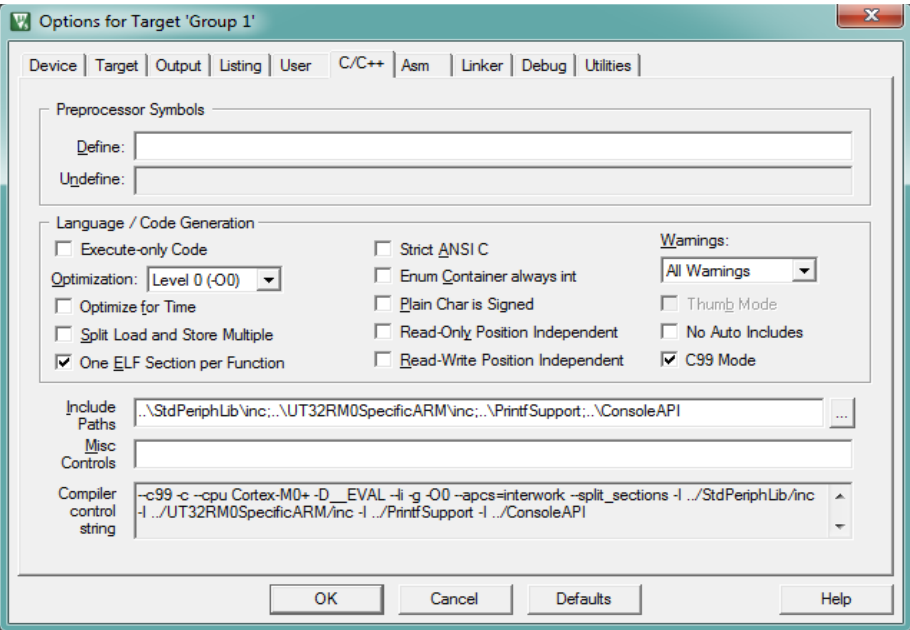 Options for Target 'Group 1'
Device Target Output Listing User C/C++ Asm Linker Debug Utilities
Preprocessor Symbols
Define:
Undefine:
Language / Code Generation
Execute-only Code
Strict ANSI C
Warnings:
Optimization: Level 0 (-O0)
Enum Container always int
All Warnings
Optimize for Time
Plain Char is Signed
Thumb Mode
Split Load and Store Multiple
Read-Only Position Independent
No Auto Includes
One ELF Section per Function
Read-Write Position Independent
C99 Mode
Include Paths
..\StdPeriphLib\inc;..\UT32RM0SpecificARM\inc;..\PrintfSupport;..\ConsoleAPI
...
Misc Controls
Compiler control string
--c99 -c --cpu Cortex-M0+ -D__EVAL --li -g -O0 --apcs=interwork --split_sections -I ../StdPeriphLib/inc
-I ../UT32RM0SpecificARM/inc -I ../PrintfSupport -I ../ConsoleAPI
OK Cancel Defaults Help